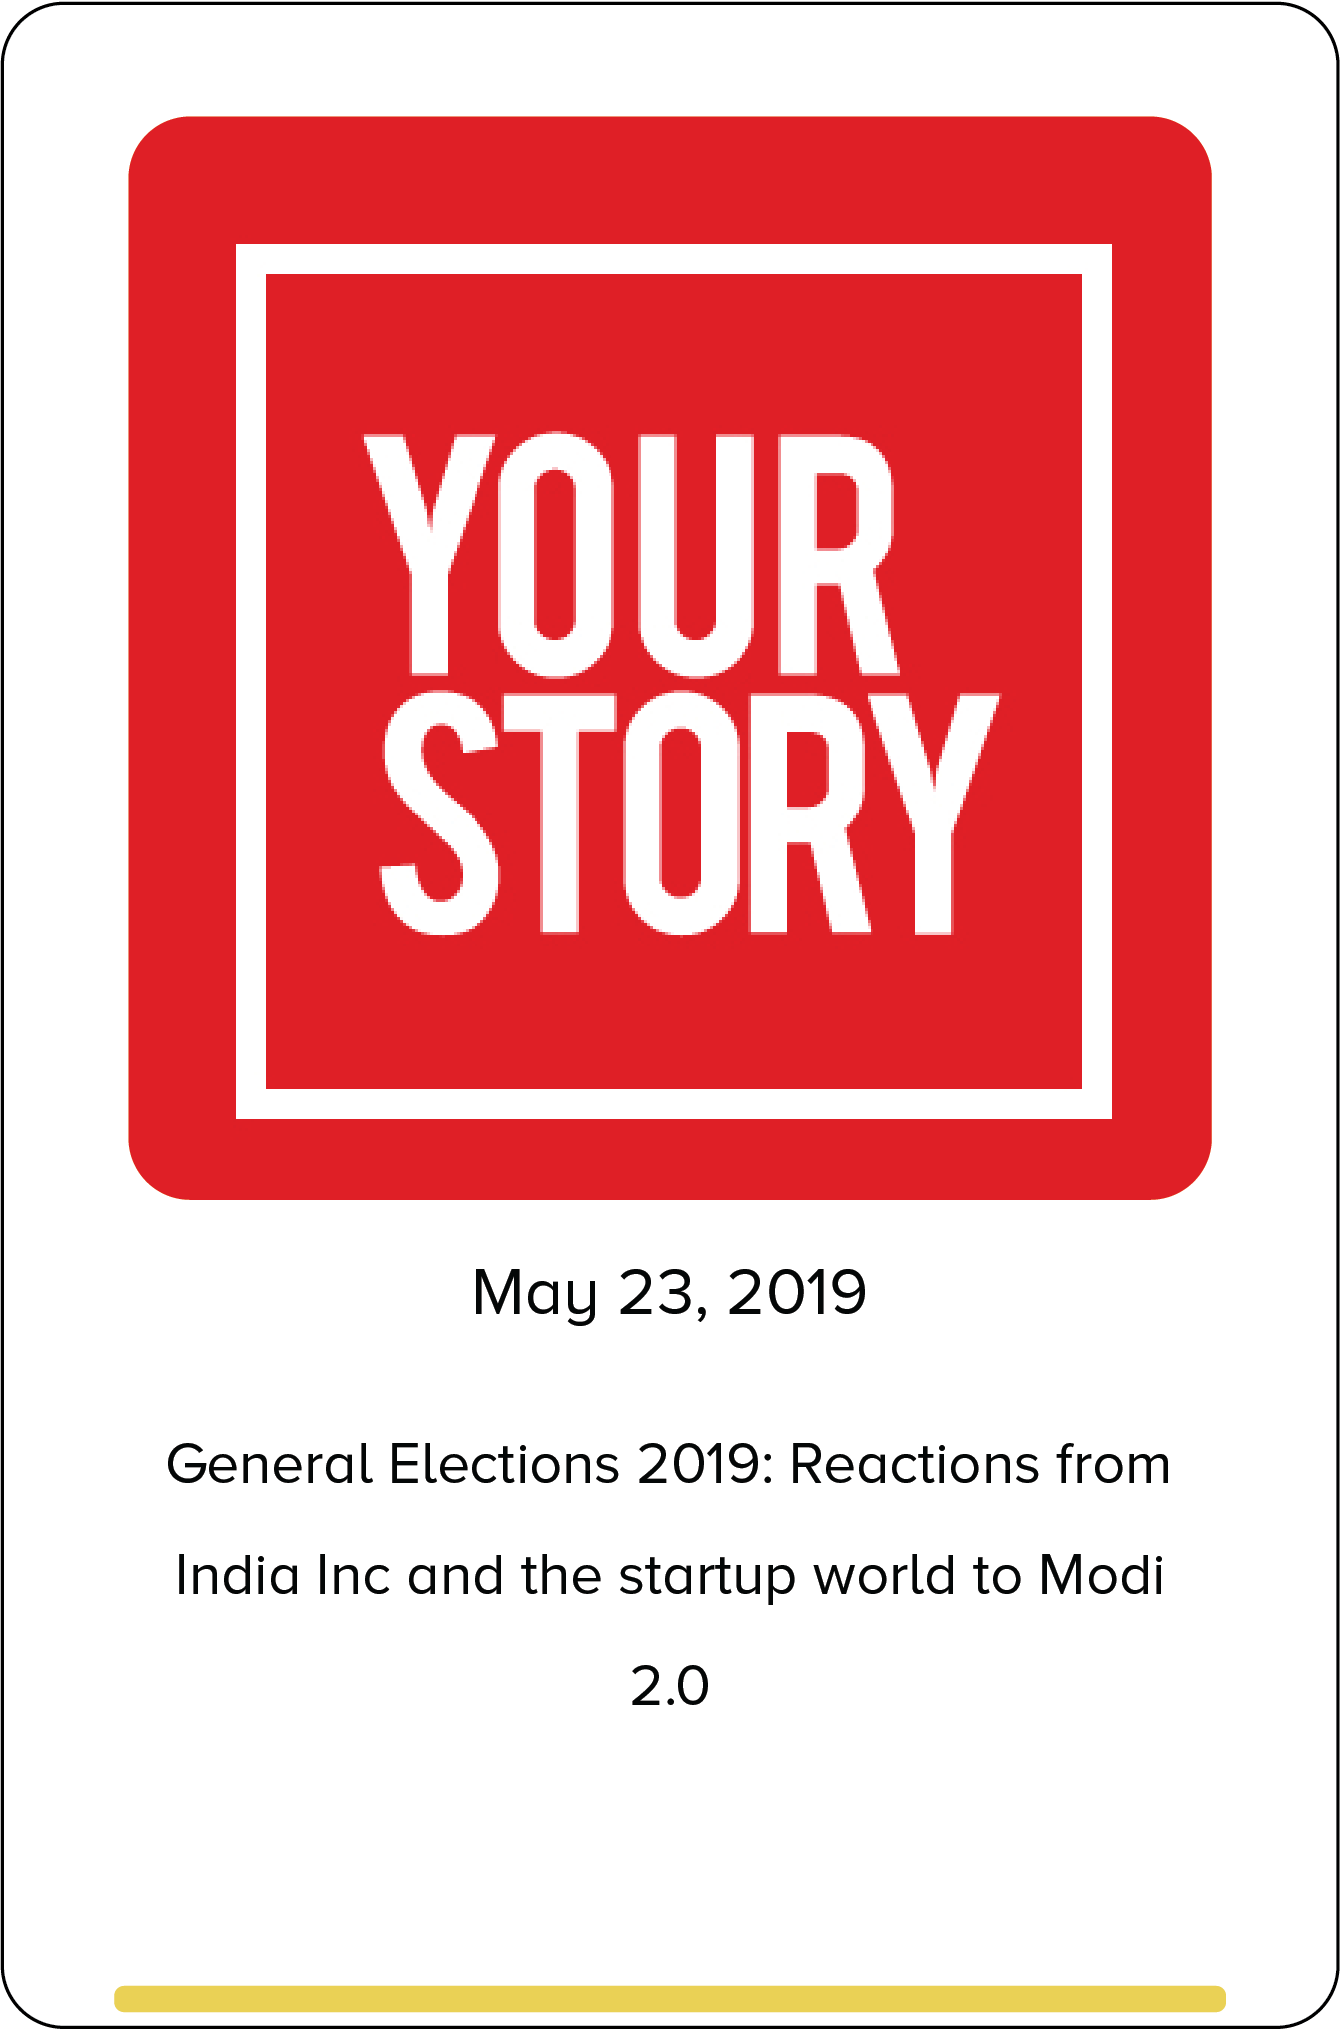 YOUR
STORY
May 23, 2019
General Elections 2019: Reactions from
India Inc and the startup world to Modi
2.0